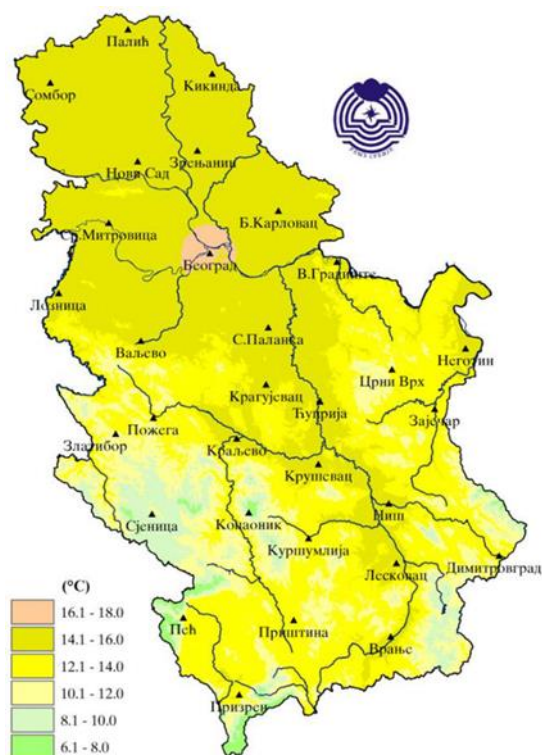 Палић
Сомбор
Кикинда
Зрењанин
Нови Сад
Б.Карловац
С.Митровица
Београд
В.Градиште
Лозница
С.Паланка
Ваљево
Неготин
Црни Врх
Крагујевац
Ћуприја
Зајечар
Пожега
Златибор
Краљево
Крушевац
Ниш
Сјеница
Копаоник
Куршумлија
Димитровград
Лесковац
(°C)
16.1 - 18.0
14.1 - 16.0
12.1 - 14.0
10.1 - 12.0
8.1 - 10.0
6.1 - 8.0
Пећ
Приштина
Врање
Призрен